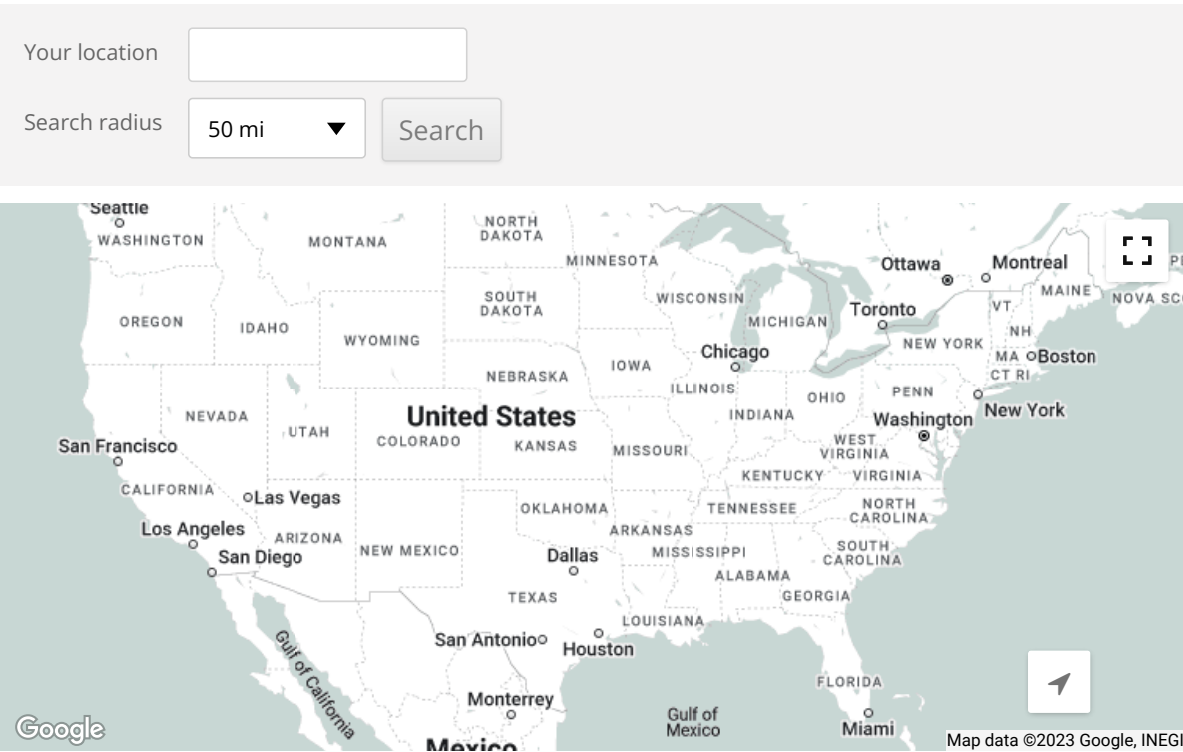 Your location
Search radius
50 mi
Search
Seattle
WASHINGTON
MONTANA
NORTH
DAKOTA
MINNESOTA
Ottawa
Montreal
MAINE
NOVA SC
OREGON
IDAHO
WYOMING
SOUTH
DAKOTA
WISCONSIN
MICHIGAN
Toronto
VT
NH
NEW YORK
MA
Boston
CT RI
Chicago
IOWA
NEBRASKA
ILLINOIS
INDIANA
OHIO
PENN
New York
Washington
NEVADA
UTAH
United States
COLORADO
KANSAS
MISSOURI
WEST
VIRGINIA
KENTUCKY
VIRGINIA
San Francisco
CALIFORNIA
Las Vegas
Los Angeles
San Diego
ARIZONA
NEW MEXICO
OKLAHOMA
ARKANSAS
TENNESSEE
NORTH
CAROLINA
SOUTH
CAROLINA
MISSISSIPPI
ALABAMA
GEORGIA
Dallas
TEXAS
LOUISIANA
San Antonio
Houston
FLORIDA
Gulf of California
Monterrey
Gulf of
Mexico
Miami
Mexico
Google
Map data ©2023 Google, INEGI